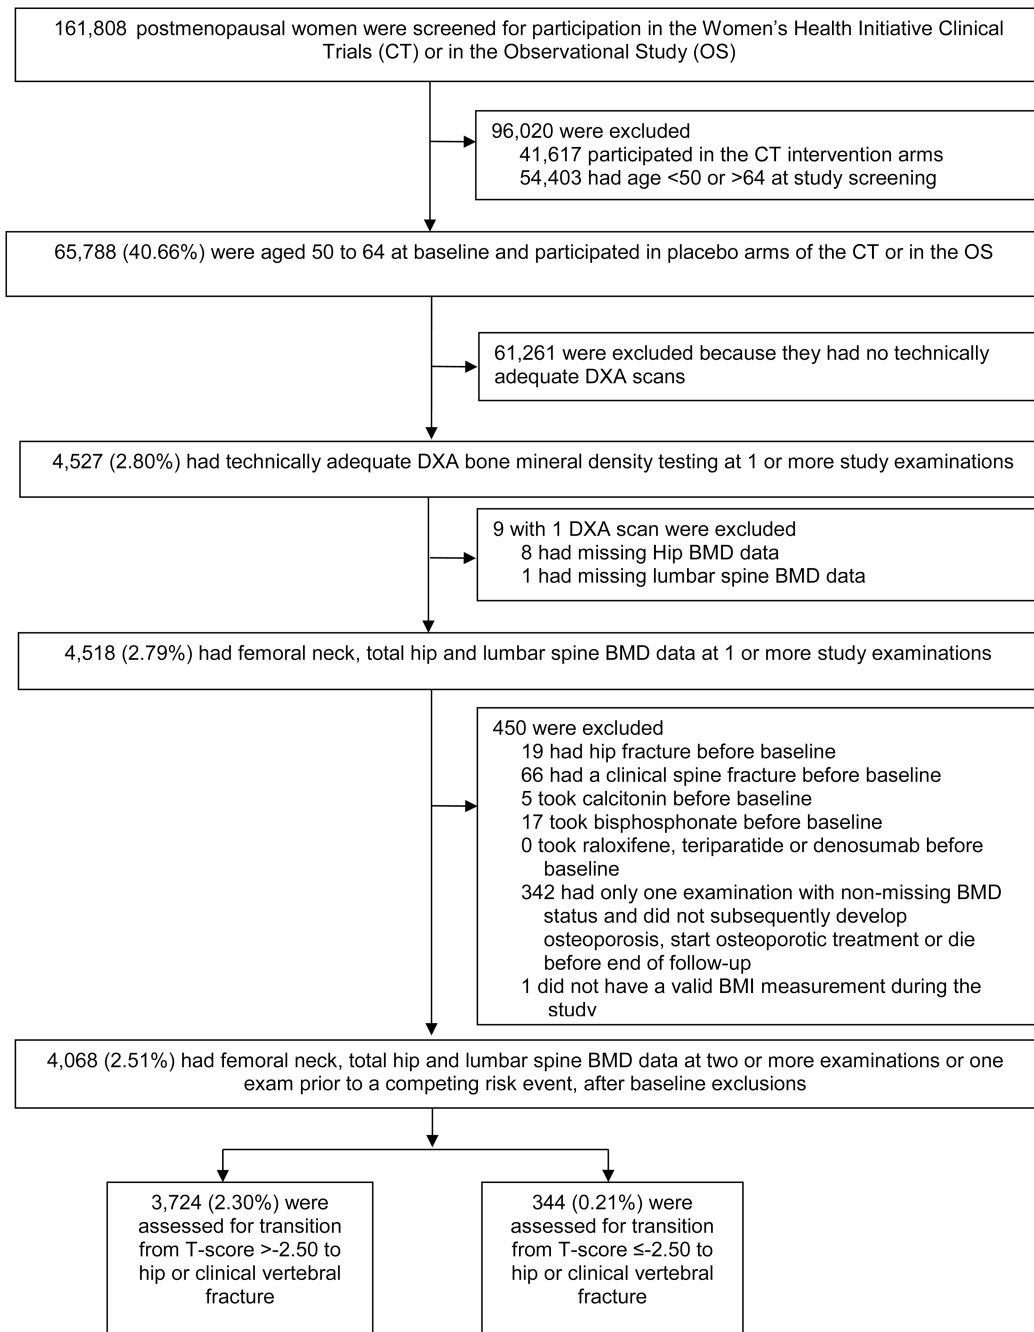 161,808 postmenopausal women were screened for participation in the Women's Health Initiative Clinical
Trials (CT) or in the Observational Study (OS)
96,020 were excluded
41,617 participated in the CT intervention arms
54,403 had age <50 or >64 at study screening
65,788 (40.66%) were aged 50 to 64 at baseline and participated in placebo arms of the CT or in the OS
61,261 were excluded because they had no technically
adequate DXA scans
4,527 (2.80%) had technically adequate DXA bone mineral density testing at 1 or more study examinations
9 with 1 DXA scan were excluded
8 had missing Hip BMD data
1 had missing lumbar spine BMD data
4,518 (2.79%) had femoral neck, total hip and lumbar spine BMD data at 1 or more study examinations
450 were excluded
19 had hip fracture before baseline
66 had a clinical spine fracture before baseline
5 took calcitonin before baseline
17 took bisphosphonate before baseline
0 took raloxifene, teriparatide or denosumab before
baseline
342 had only one examination with non-missing BMD
status and did not subsequently develop
osteoporosis, start osteoporotic treatment or die
before end of follow-up
1 did not have a valid BMI measurement during the
study
4,068 (2.51%) had femoral neck, total hip and lumbar spine BMD data at two or more examinations or one
exam prior to a competing risk event, after baseline exclusions
3,724 (2.30%) were
assessed for transition
from T-score >-2.50 to
hip or clinical vertebral
fracture
344 (0.21%) were
assessed for transition
from T-score ≤-2.50 to
hip or clinical vertebral
fracture